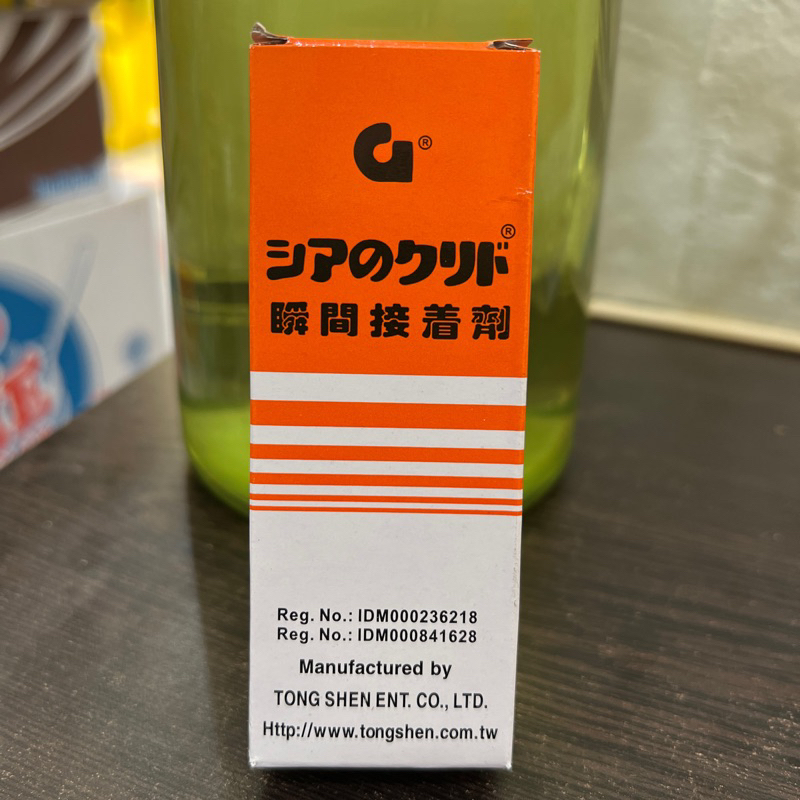 ®
シアのクリド®
瞬間接着劑
Reg. No.: IDM000236218
Reg. No.: IDM000841628
Manufactured by
TONG SHEN ENT. CO., LTD.
Http://www.tongshen.com.tw